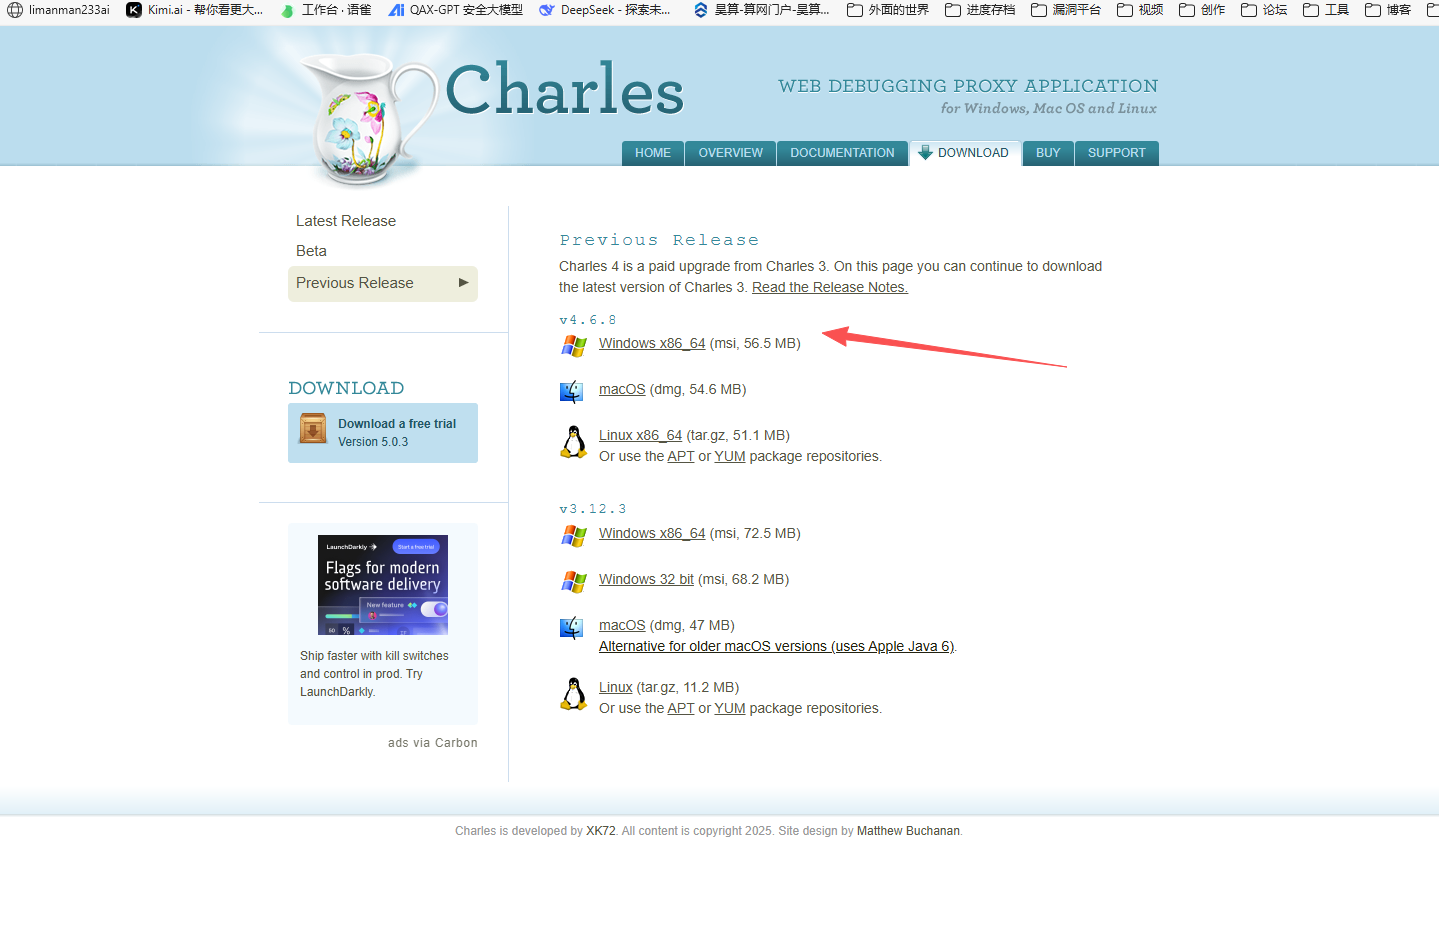 limanman233ai Kimi.ai - 帮你看更大... 工作台 · 语雀 QAX-GPT 安全大模型 DeepSeek - 探索未... 昊算-算网门户-昊算... 外面的世界 进度存档 漏洞平台 视频 创作 论坛 工具 博客
Charles
WEB DEBUGGING PROXY APPLICATION
for Windows, Mac OS and Linux
HOME OVERVIEW DOCUMENTATION DOWNLOAD BUY SUPPORT
Latest Release
Beta
Previous Release
DOWNLOAD
Download a free trial
Version 5.0.3
LaunchDarkly
Start a free trial
Flags for modern
software delivery
New feature
50 %
Ship faster with kill switches
and control in prod. Try
LaunchDarkly.
ads via Carbon
Previous Release
Charles 4 is a paid upgrade from Charles 3. On this page you can continue to download
the latest version of Charles 3. Read the Release Notes.
v4.6.8
Windows x86_64 (msi, 56.5 MB)
macOS (dmg, 54.6 MB)
Linux x86_64 (tar.gz, 51.1 MB)
Or use the APT or YUM package repositories.
v3.12.3
Windows x86_64 (msi, 72.5 MB)
Windows 32 bit (msi, 68.2 MB)
macOS (dmg, 47 MB)
Alternative for older macOS versions (uses Apple Java 6).
Linux (tar.gz, 11.2 MB)
Or use the APT or YUM package repositories.
Charles is developed by XK72. All content is copyright 2025. Site design by Matthew Buchanan.